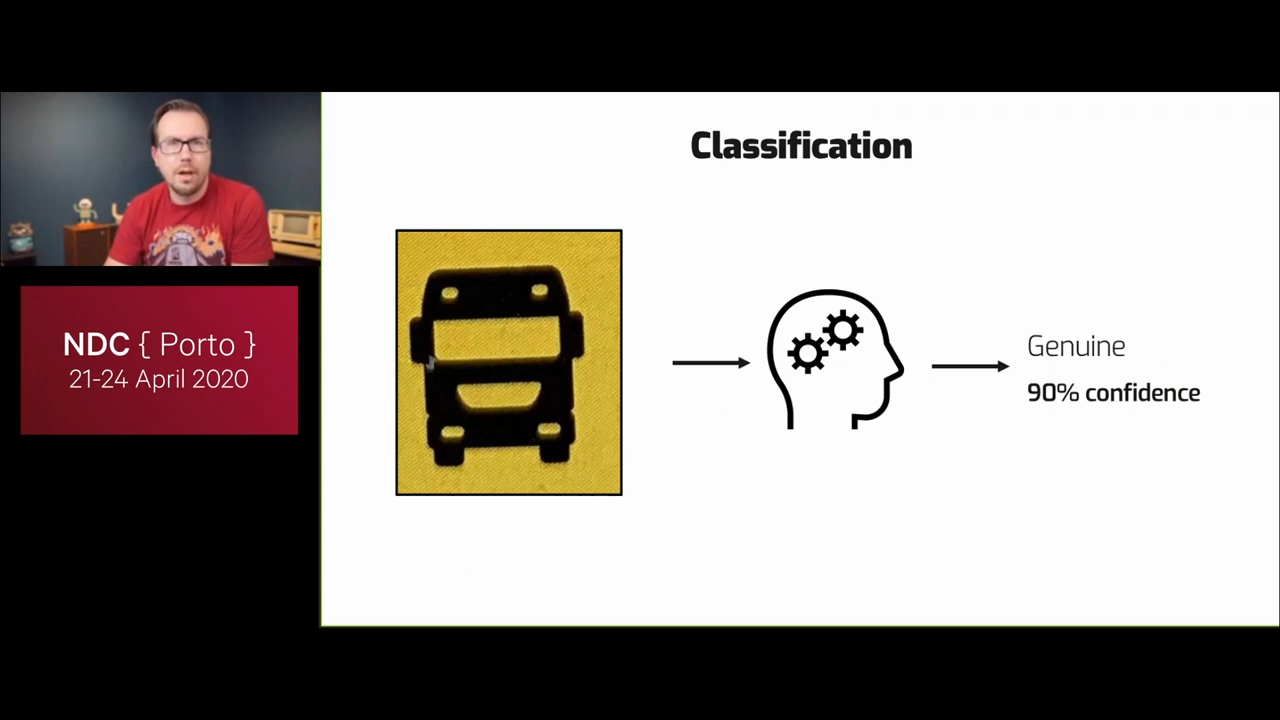 Classification
NDC { Porto }
21-24 April 2020
Genuine
90% confidence